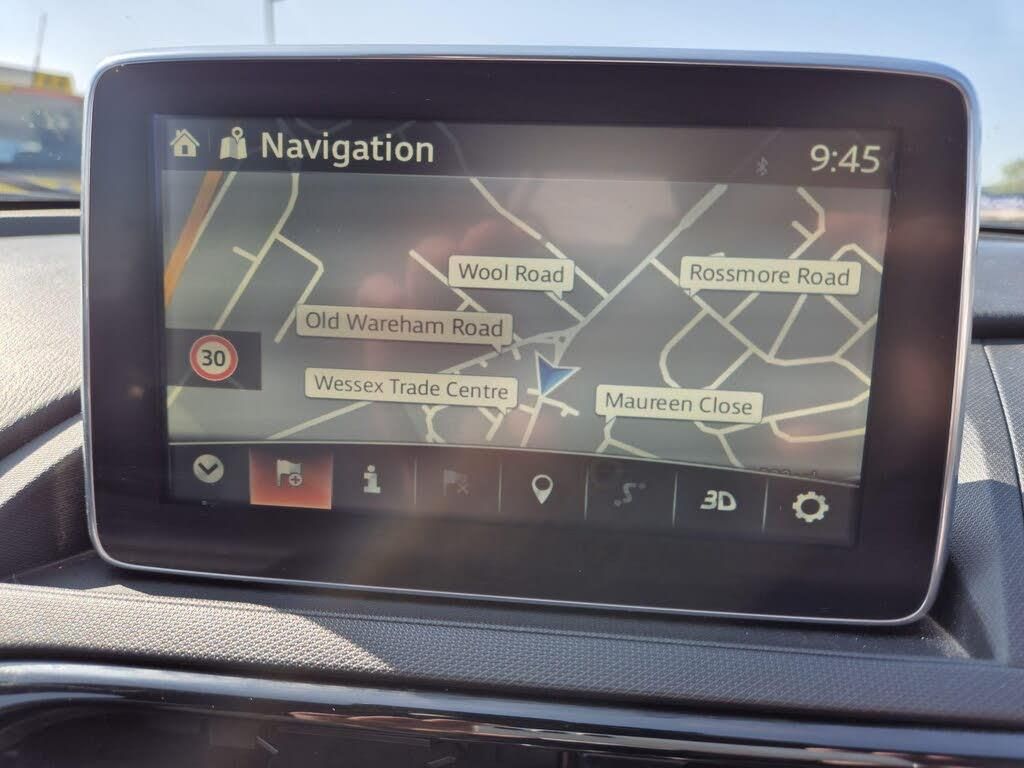 Navigation
9:45
Wool Road
Rossmore Road
Old Wareham Road
30
Wessex Trade Centre
Maureen Close
3D